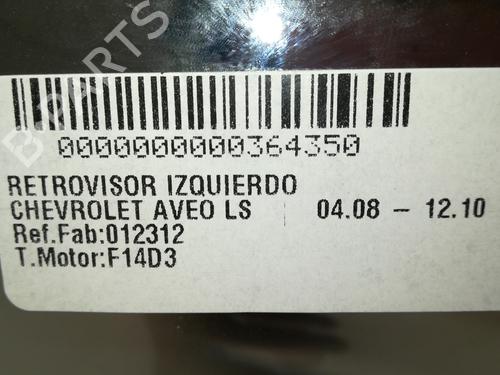 B-PARTS
0000000000364350
RETROVISOR IZQUIERDO
CHEVROLET AVEO LS 04.08 - 12.10
Ref.Fab:012312
T.Motor:F14D3